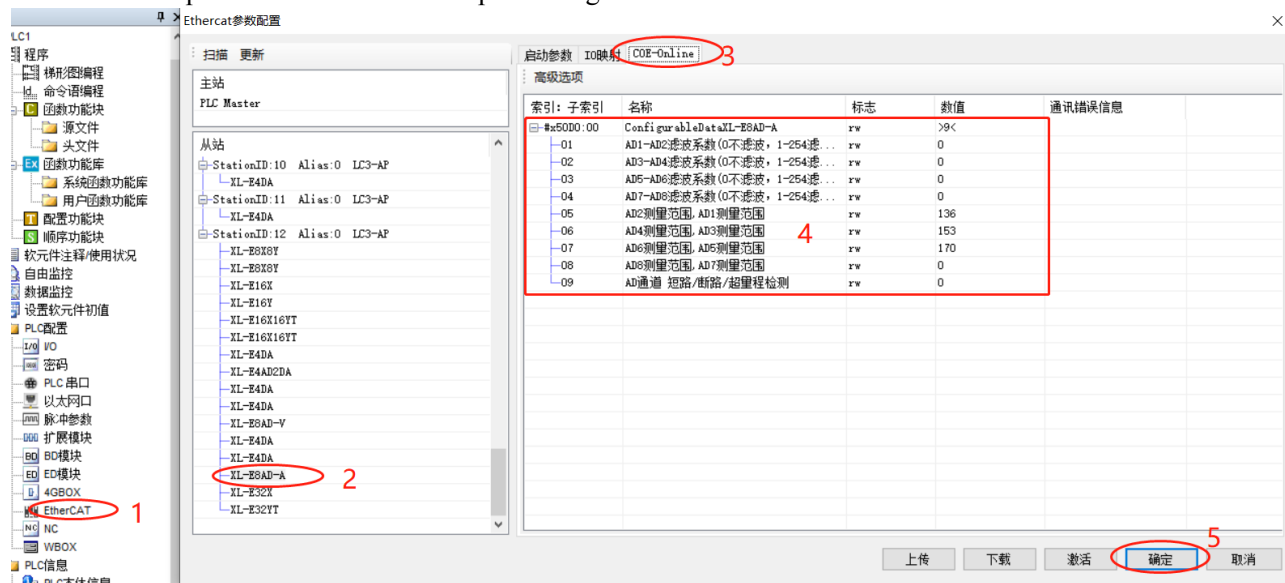 Ethercat参数配置
PLC1
程序
梯形图编程
命令语编程
函数功能块
源文件
头文件
函数功能库
系统函数功能库
用户函数功能库
配置功能块
顺序功能块
软元件注释/使用状况
自由监控
数据监控
设置软元件初值
PLC配置
I/O
密码
PLC串口
以太网口
脉冲参数
扩展模块
BD BD模块
ED ED模块
4GBOX
EtherCAT 1
NC NC
WBOX
PLC信息
PLC本体信息
扫描 更新
主站
PLC Master
从站
StationID:10 Alias:0 LC3-AP
XL-E4DA
StationID:11 Alias:0 LC3-AP
XL-E4DA
StationID:12 Alias:0 LC3-AP
XL-E8X8Y
XL-E8X8Y
XL-E16X
XL-E16Y
XL-E16X16YT
XL-E16X16YT
XL-E4DA
XL-E4AD2DA
XL-E4DA
XL-E4DA
XL-E8AD-V
XL-E4DA
XL-E4DA
XL-E8AD-A 2
XL-E32X
XL-E32YT
启动参数 IO映射 COE-Online 3
高级选项
索引: 子索引 名称 标志 数值 通讯错误信息
#x50D0:00 ConfigurableDataXL-E8AD-A rw >9<
01 AD1-AD2滤波系数(0不滤波，1-254滤... rw 0
02 AD3-AD4滤波系数(0不滤波，1-254滤... rw 0
03 AD5-AD6滤波系数(0不滤波，1-254滤... rw 0
04 AD7-AD8滤波系数(0不滤波，1-254滤... rw 0
05 AD2测量范围,AD1测量范围 rw 136
06 AD4测量范围,AD3测量范围 rw 153
07 AD6测量范围,AD5测量范围 rw 170
08 AD8测量范围,AD7测量范围 rw 0
09 AD通道 短路/断路/超里程检测 rw 0
4
5
上传 下载 激活 确定 取消